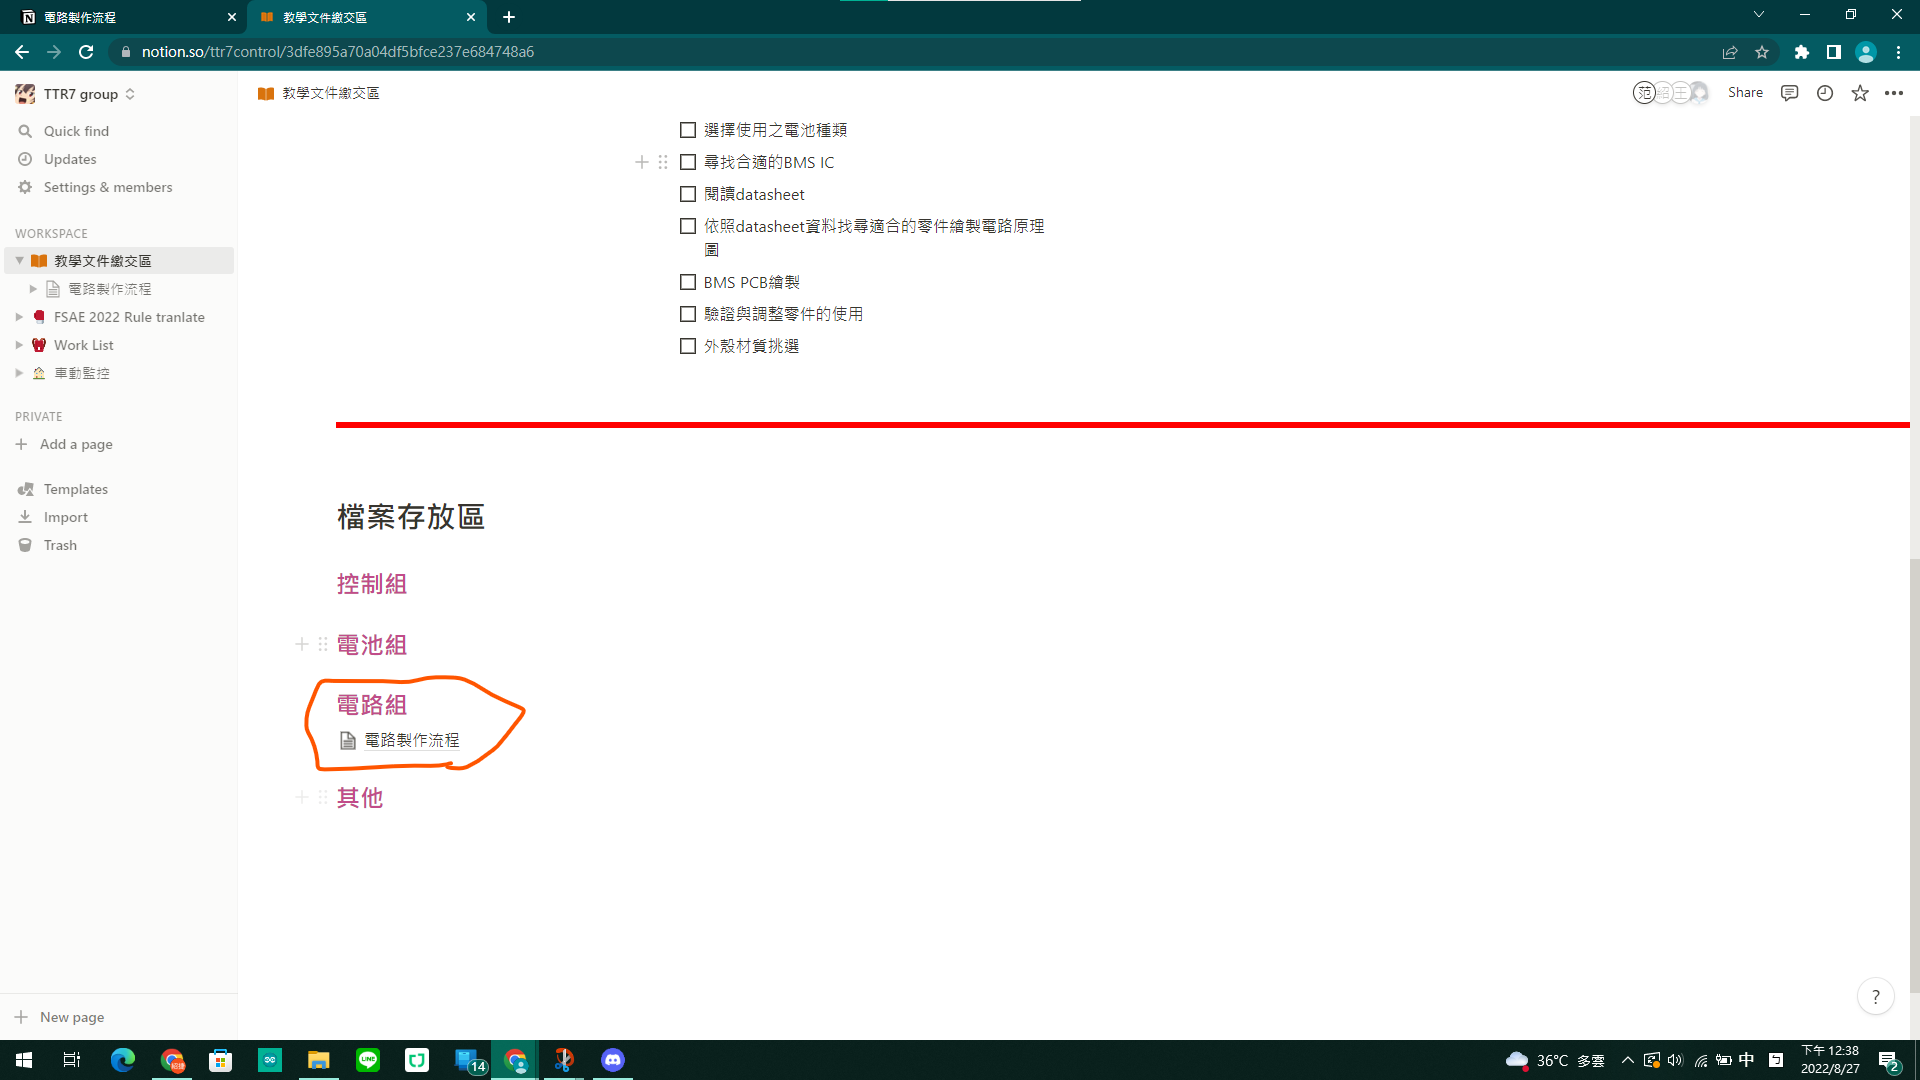 電路製作流程
教學文件繳交區
notion.so/ttr7control/3dfe895a70a04df5bfce237e684748a6
TTR7 group
教學文件繳交區
范
紹
王
Share
Quick find
Updates
Settings & members
WORKSPACE
教學文件繳交區
電路製作流程
FSAE 2022 Rule tranlate
Work List
車動監控
PRIVATE
Add a page
Templates
Import
Trash
New page
選擇使用之電池種類
尋找合適的BMS IC
閱讀datasheet
依照datasheet資料找尋適合的零件繪製電路原理
圖
BMS PCB繪製
驗證與調整零件的使用
外殼材質挑選
檔案存放區
控制組
電池組
電路組
電路製作流程
其他
?
14
36°C 多雲
中
下午 12:38
2022/8/27
2